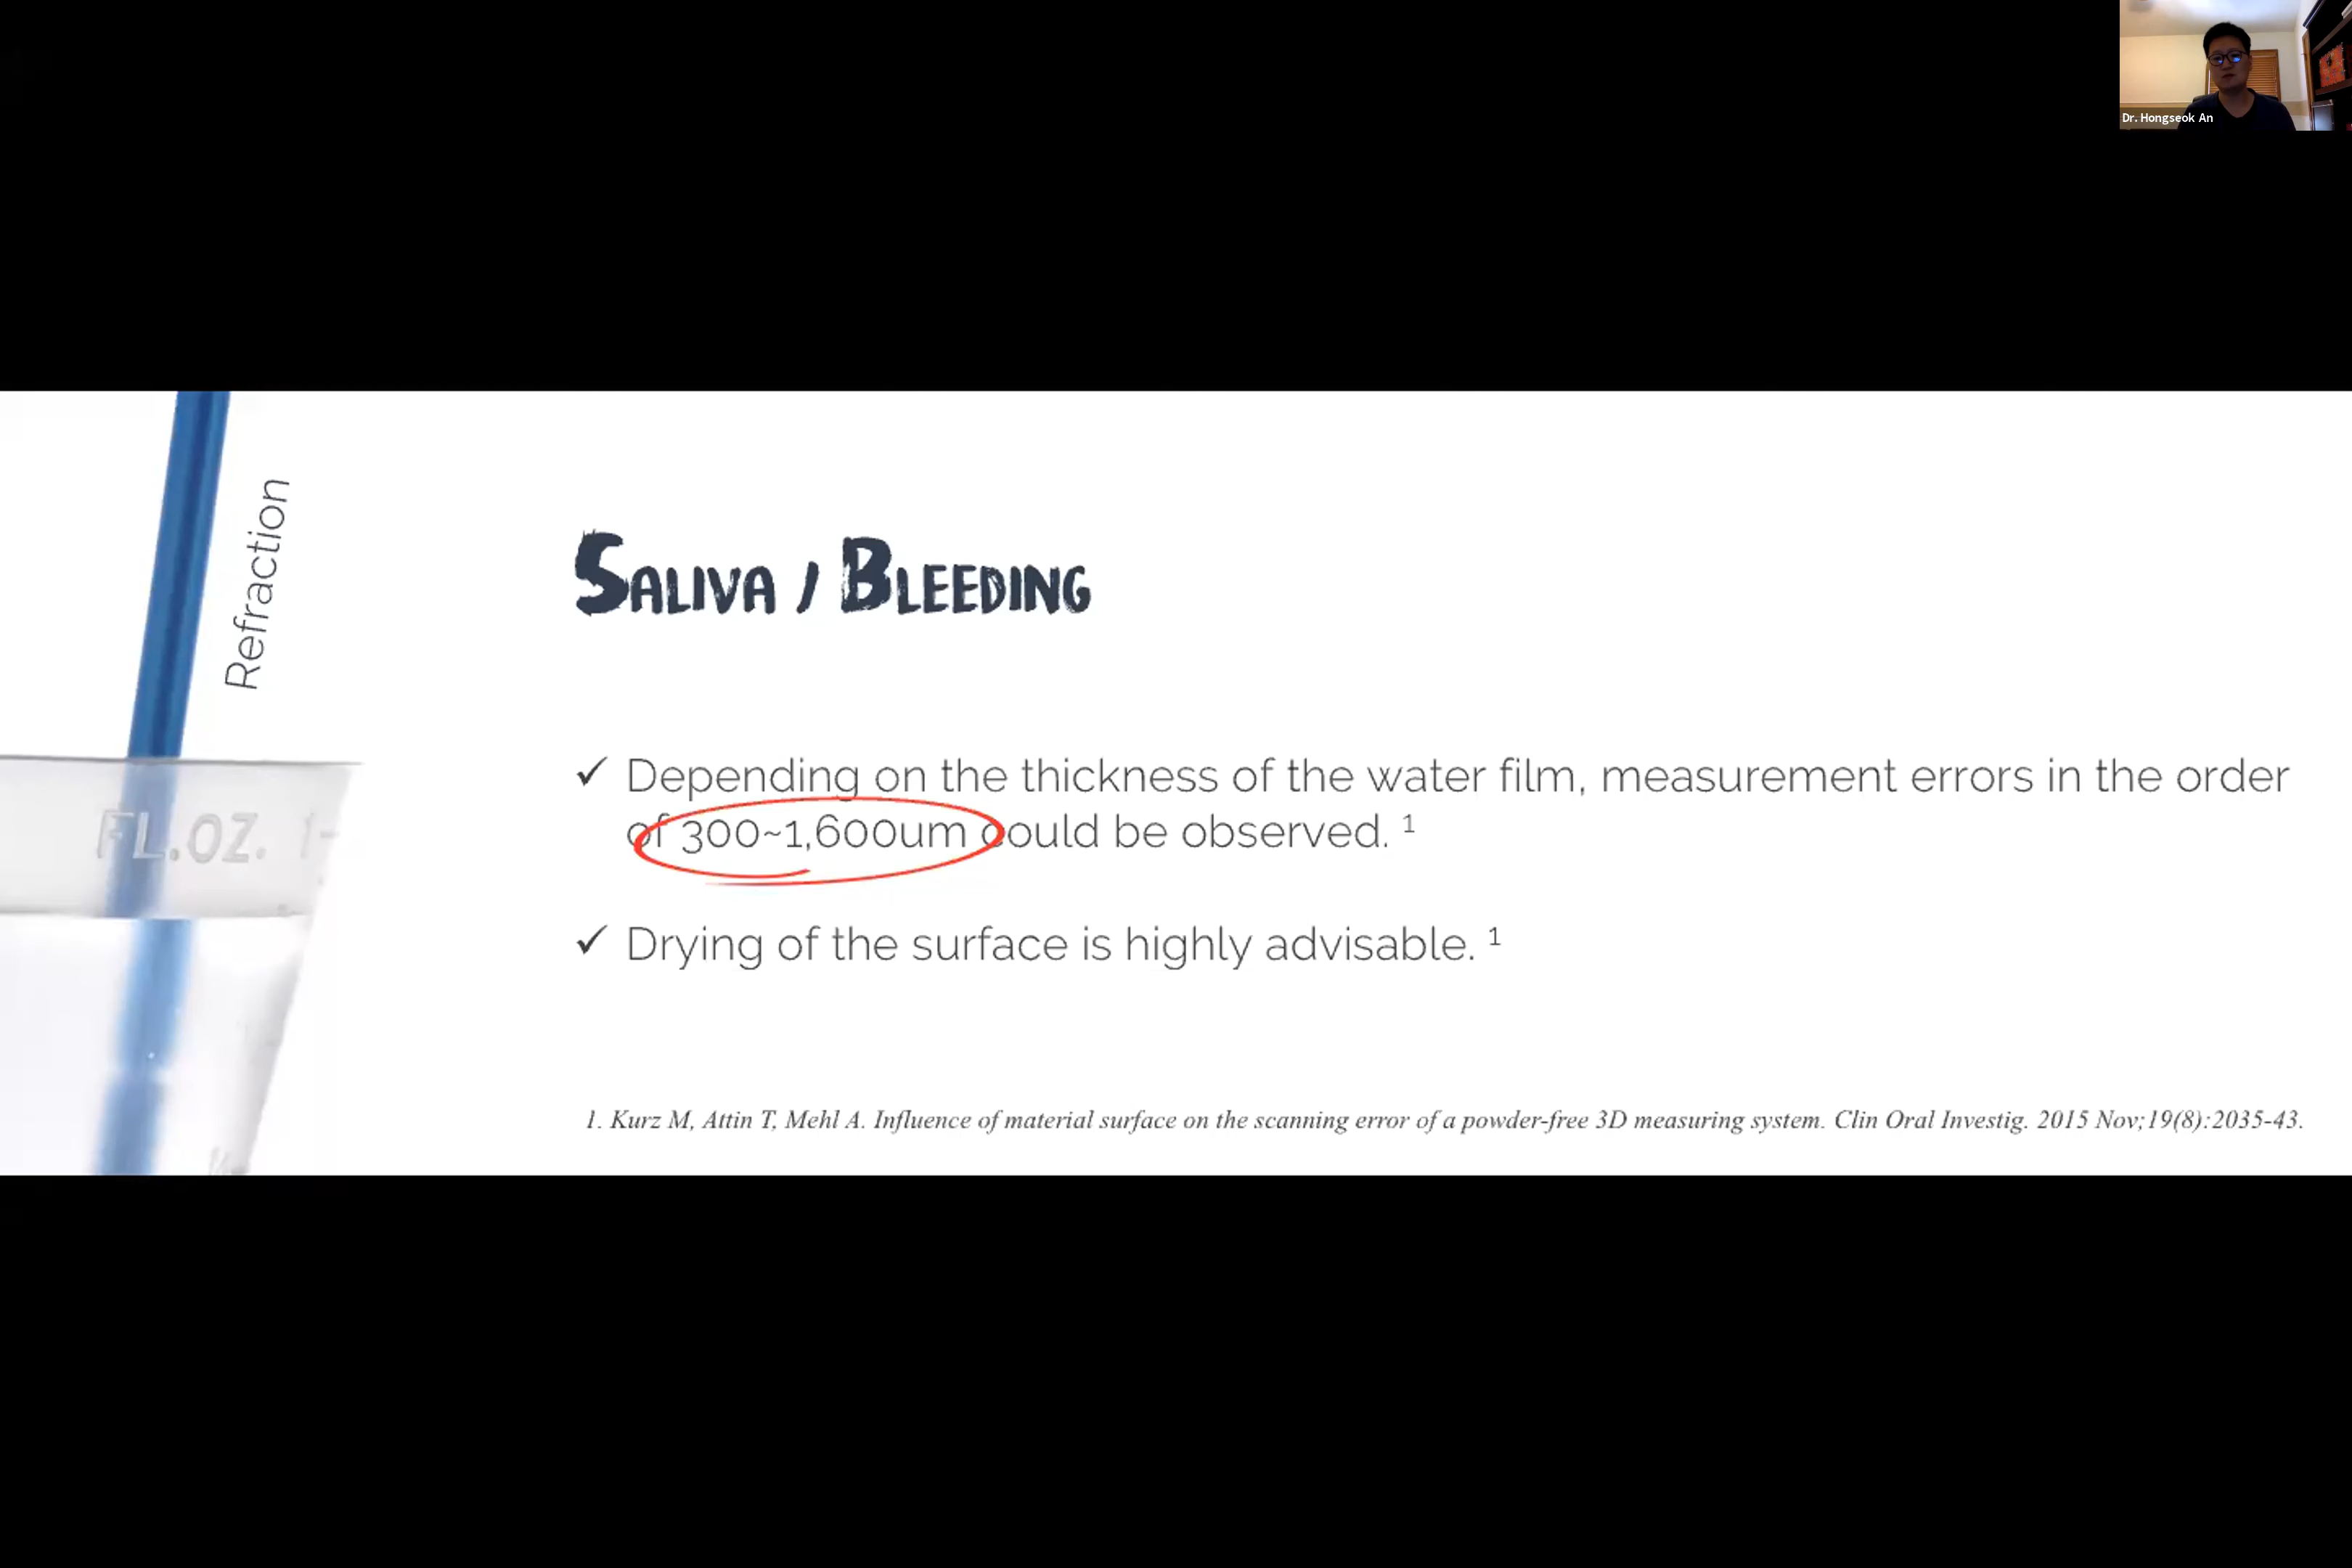 Dr. Hongseok An
Refraction
FL.OZ. 1-
SALIVA / BLEEDING
✓ Depending on the thickness of the water film, measurement errors in the order
of 300~1,600um could be observed. 1
✓ Drying of the surface is highly advisable. 1
1. Kurz M, Attin T, Mehl A. Influence of material surface on the scanning error of a powder-free 3D measuring system. Clin Oral Investig. 2015 Nov;19(8):2035-43.